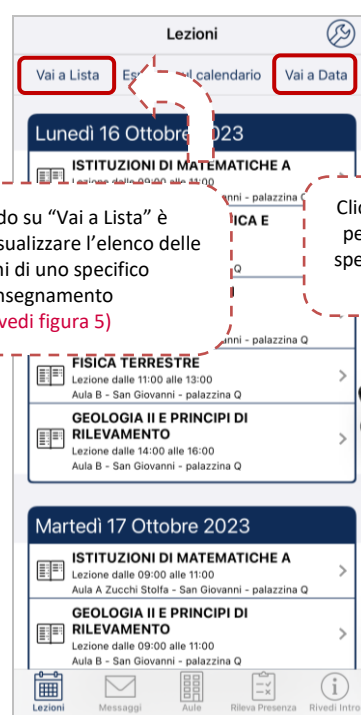 Lezioni
Vai a Lista Es ul calendario Vai a Data
Lunedì 16 Ottobre 2023
ISTITUZIONI DI MATEMATICHE A
Lezione dalle 09:00 alle 11:00
anni - palazzina
do su “Vai a Lista” è
sualizzare l’elenco delle
ni di uno specifico
nsegnamento
vedi figura 5)
Clic
pe
spe
ICA E
Q
anni - palazzina Q
FISICA TERRESTRE
Lezione dalle 11:00 alle 13:00
Aula B - San Giovanni - palazzina Q
GEOLOGIA II E PRINCIPI DI
RILEVAMENTO
Lezione dalle 14:00 alle 16:00
Aula B - San Giovanni - palazzina Q
Martedì 17 Ottobre 2023
ISTITUZIONI DI MATEMATICHE A
Lezione dalle 09:00 alle 11:00
Aula A Zucchi Stolfa - San Giovanni - palazzina Q
GEOLOGIA II E PRINCIPI DI
RILEVAMENTO
Lezione dalle 09:00 alle 11:00
Aula B - San Giovanni - palazzina Q
Lezioni Messaggi Aule Rileva Presenza Rivedi Intro